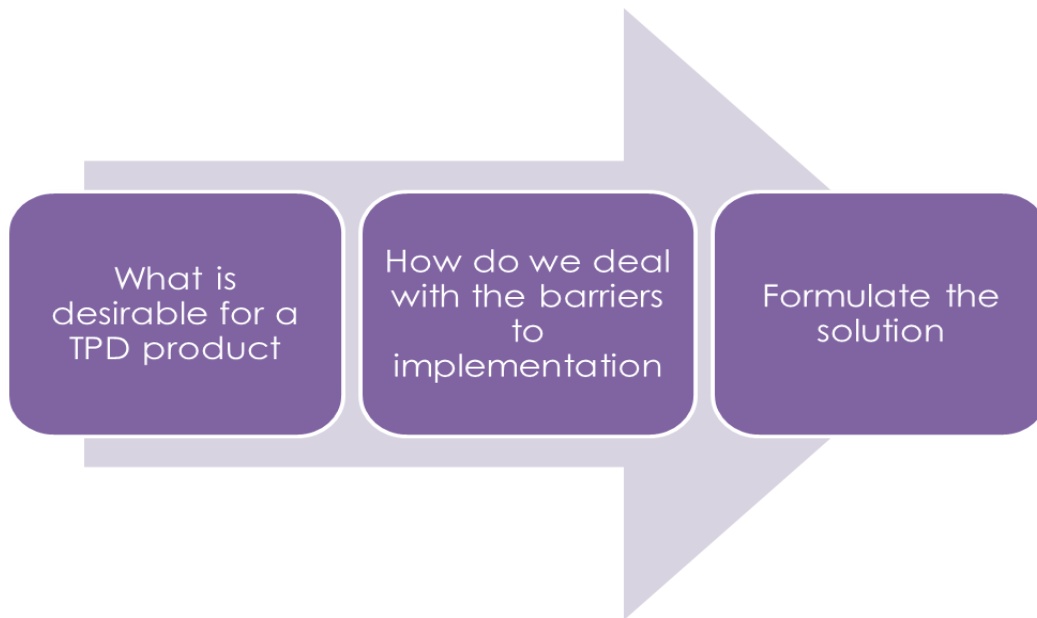 What is
desirable for a
TPD product
How do we deal
with the barriers
to
implementation
Formulate the
solution